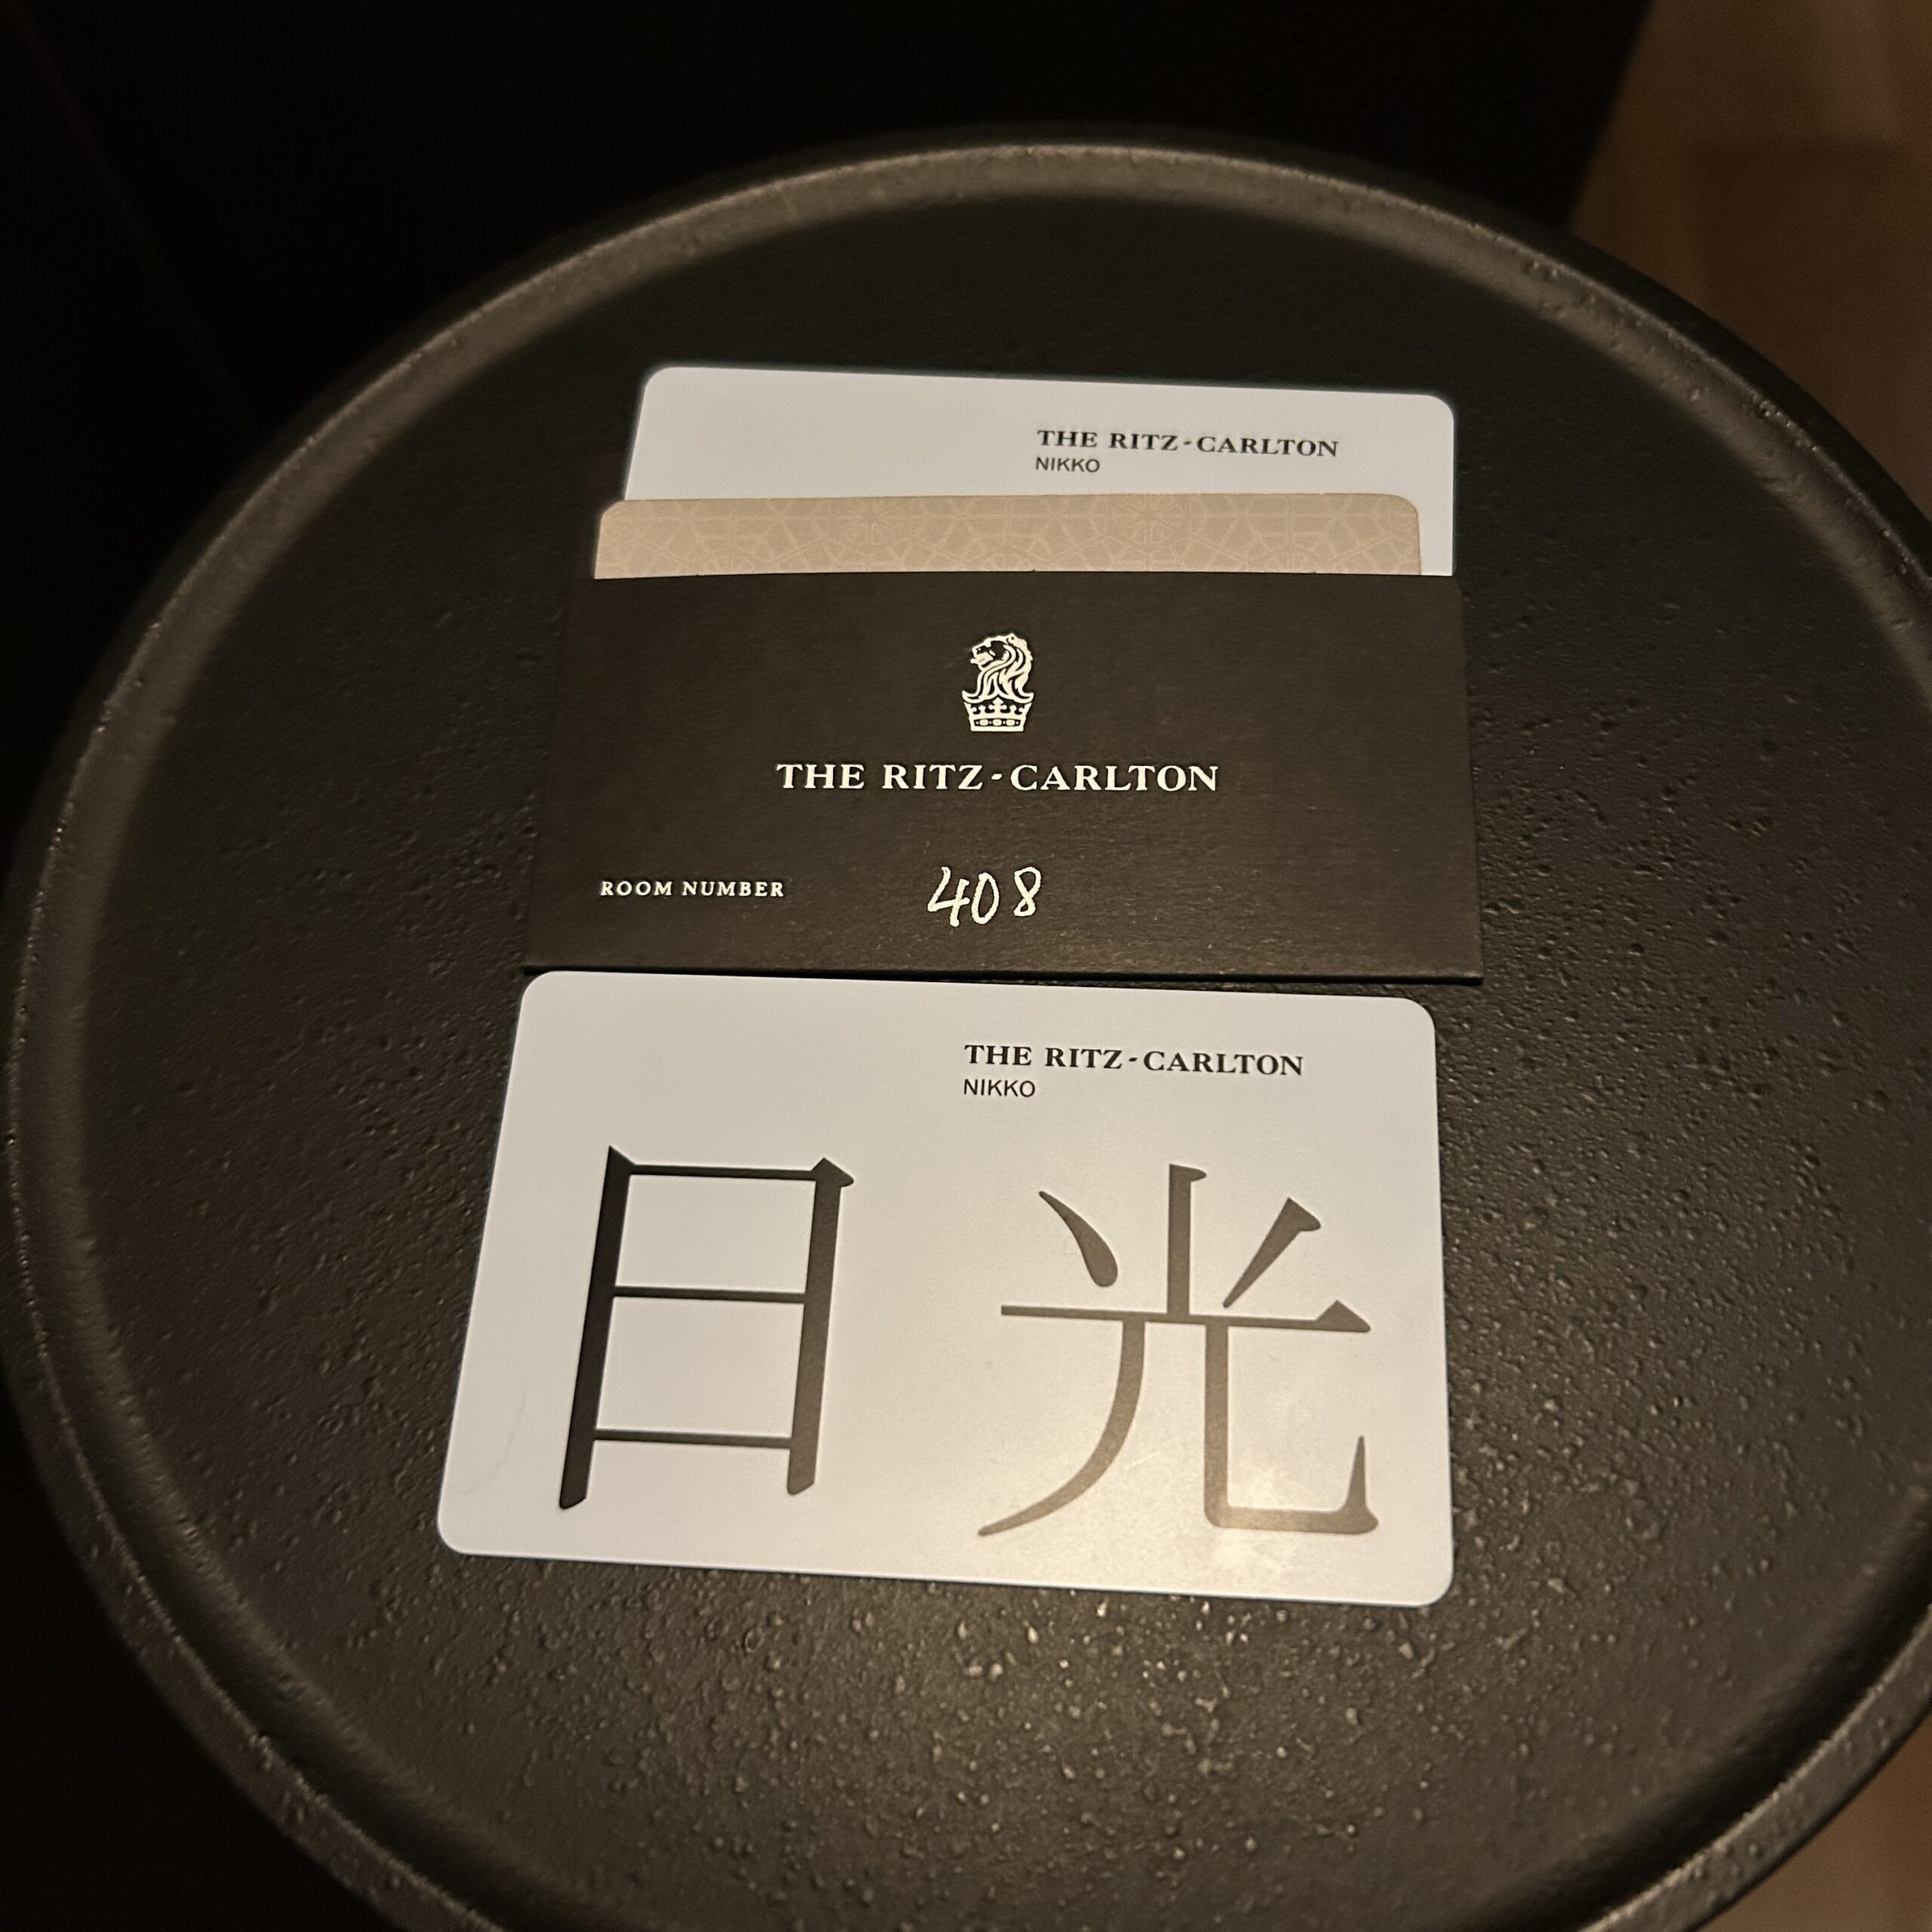 THE RITZ-CARLTON
NIKKO
THE RITZ-CARLTON
ROOM NUMBER 408
THE RITZ-CARLTON
NIKKO
日光